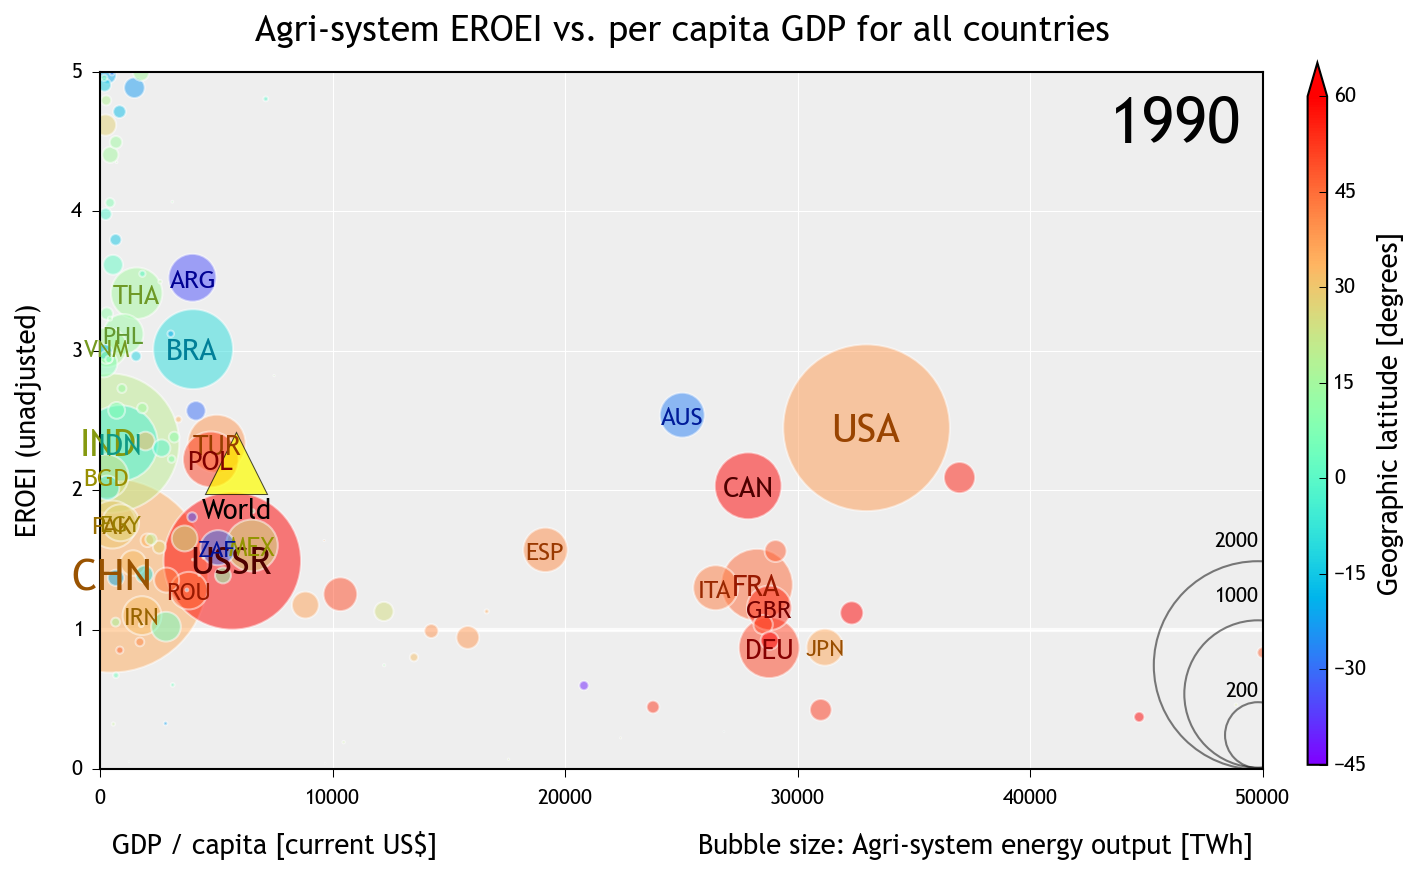 Agri-system EROEI vs. per capita GDP for all countries
1990
EROEI (unadjusted)
5
4
3
2
1
0
ARG
THA
PHL
VNM
BRA
AUS
USA
IND
IDN
TUR
POL
BGD
CAN
World
PAK
EGY
ZAF
MEX
USSR
ESP
CHN
ROU
ITA
FRA
GBR
IRN
DEU
JPN
2000
1000
200
0
10000
20000
30000
40000
50000
GDP / capita [current US$]
Bubble size: Agri-system energy output [TWh]
60
45
30
15
0
−15
−30
−45
Geographic latitude [degrees]